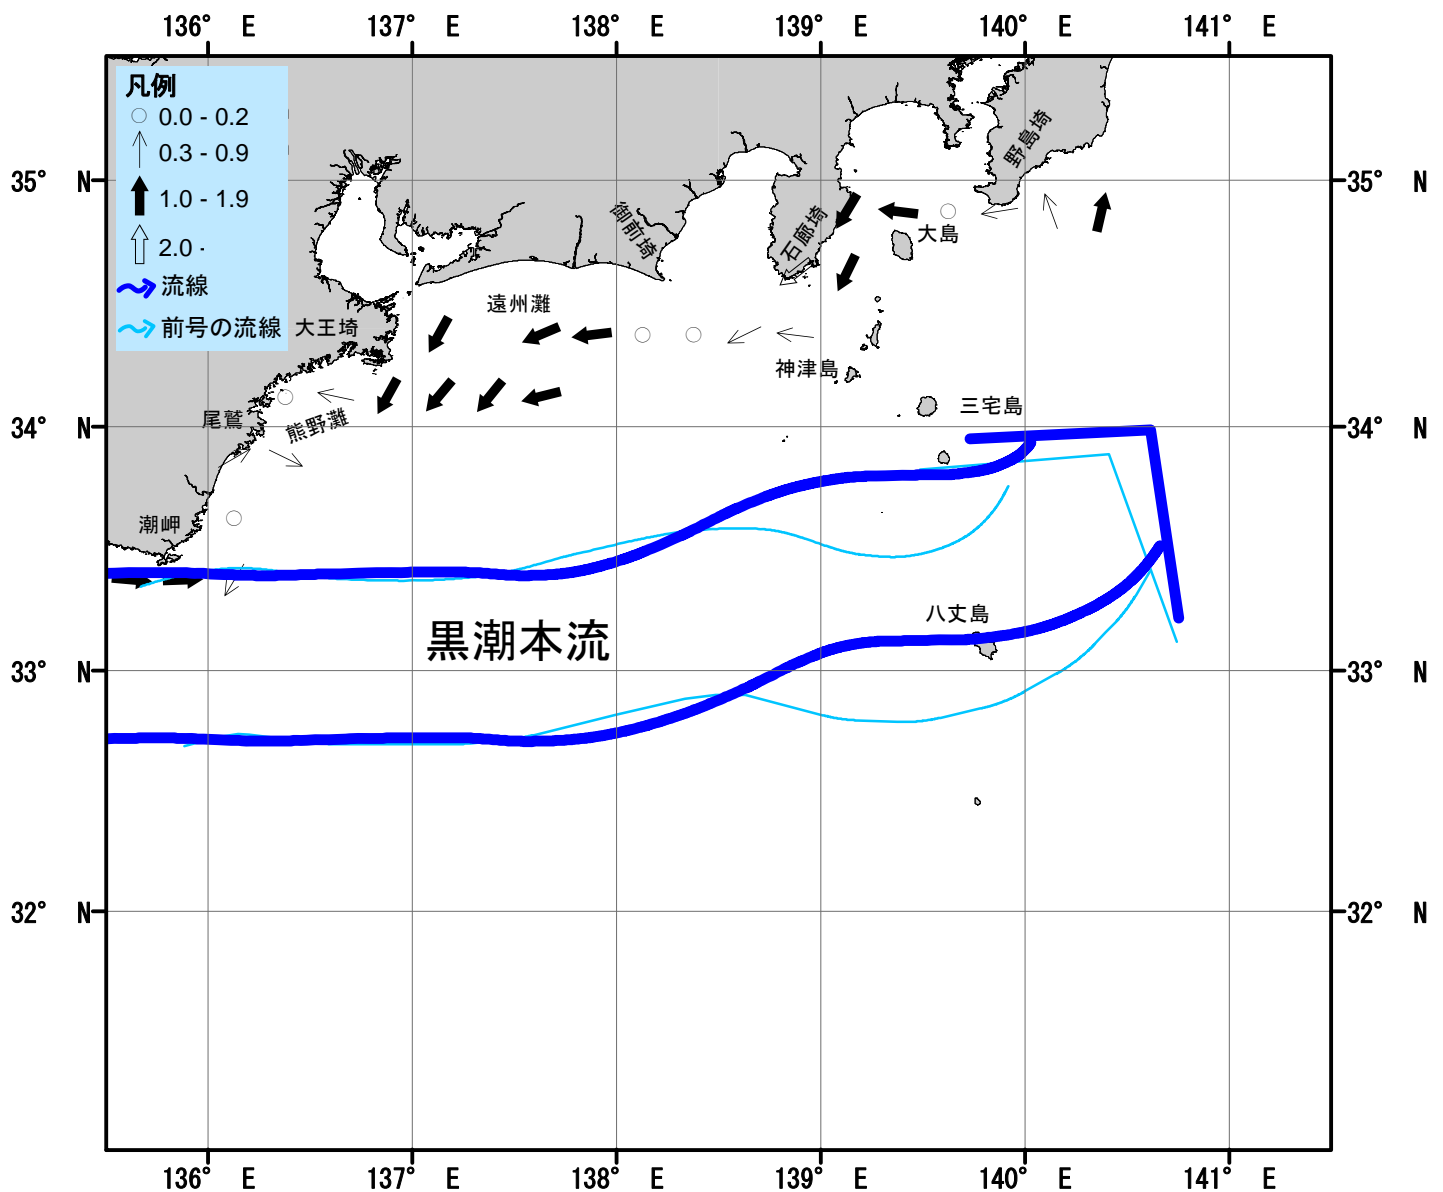 136° E 137° E 138° E 139° E 140° E 141° E
凡例
0.0 - 0.2
0.3 - 0.9
1.0 - 1.9
2.0 -
流線
前号の流線
35° N
35° N
野島埼
御前埼
石廊埼
大島
遠州灘
大王埼
神津島
三宅島
尾鷲
熊野灘
34° N
34° N
潮岬
八丈島
黒潮本流
33° N
33° N
32° N
32° N
136° E 137° E 138° E 139° E 140° E 141° E